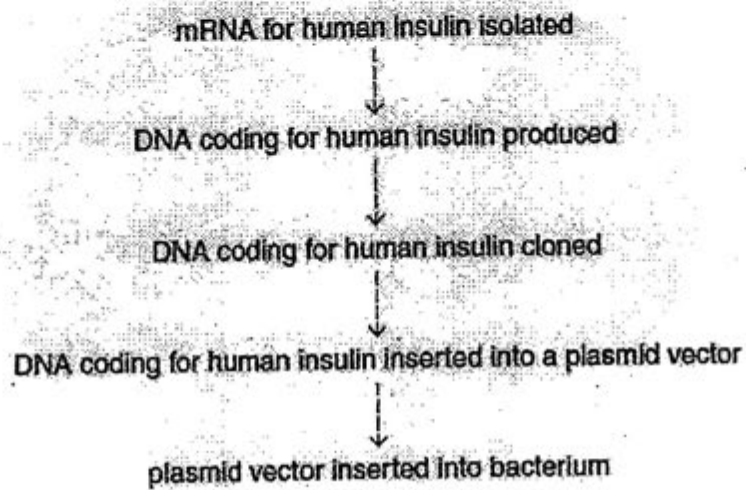 mRNA for human insulin isolated
DNA coding for human insulin produced
DNA coding for human insulin cloned
DNA coding for human insulin inserted into a plasmid vector
plasmid vector inserted into bacterium